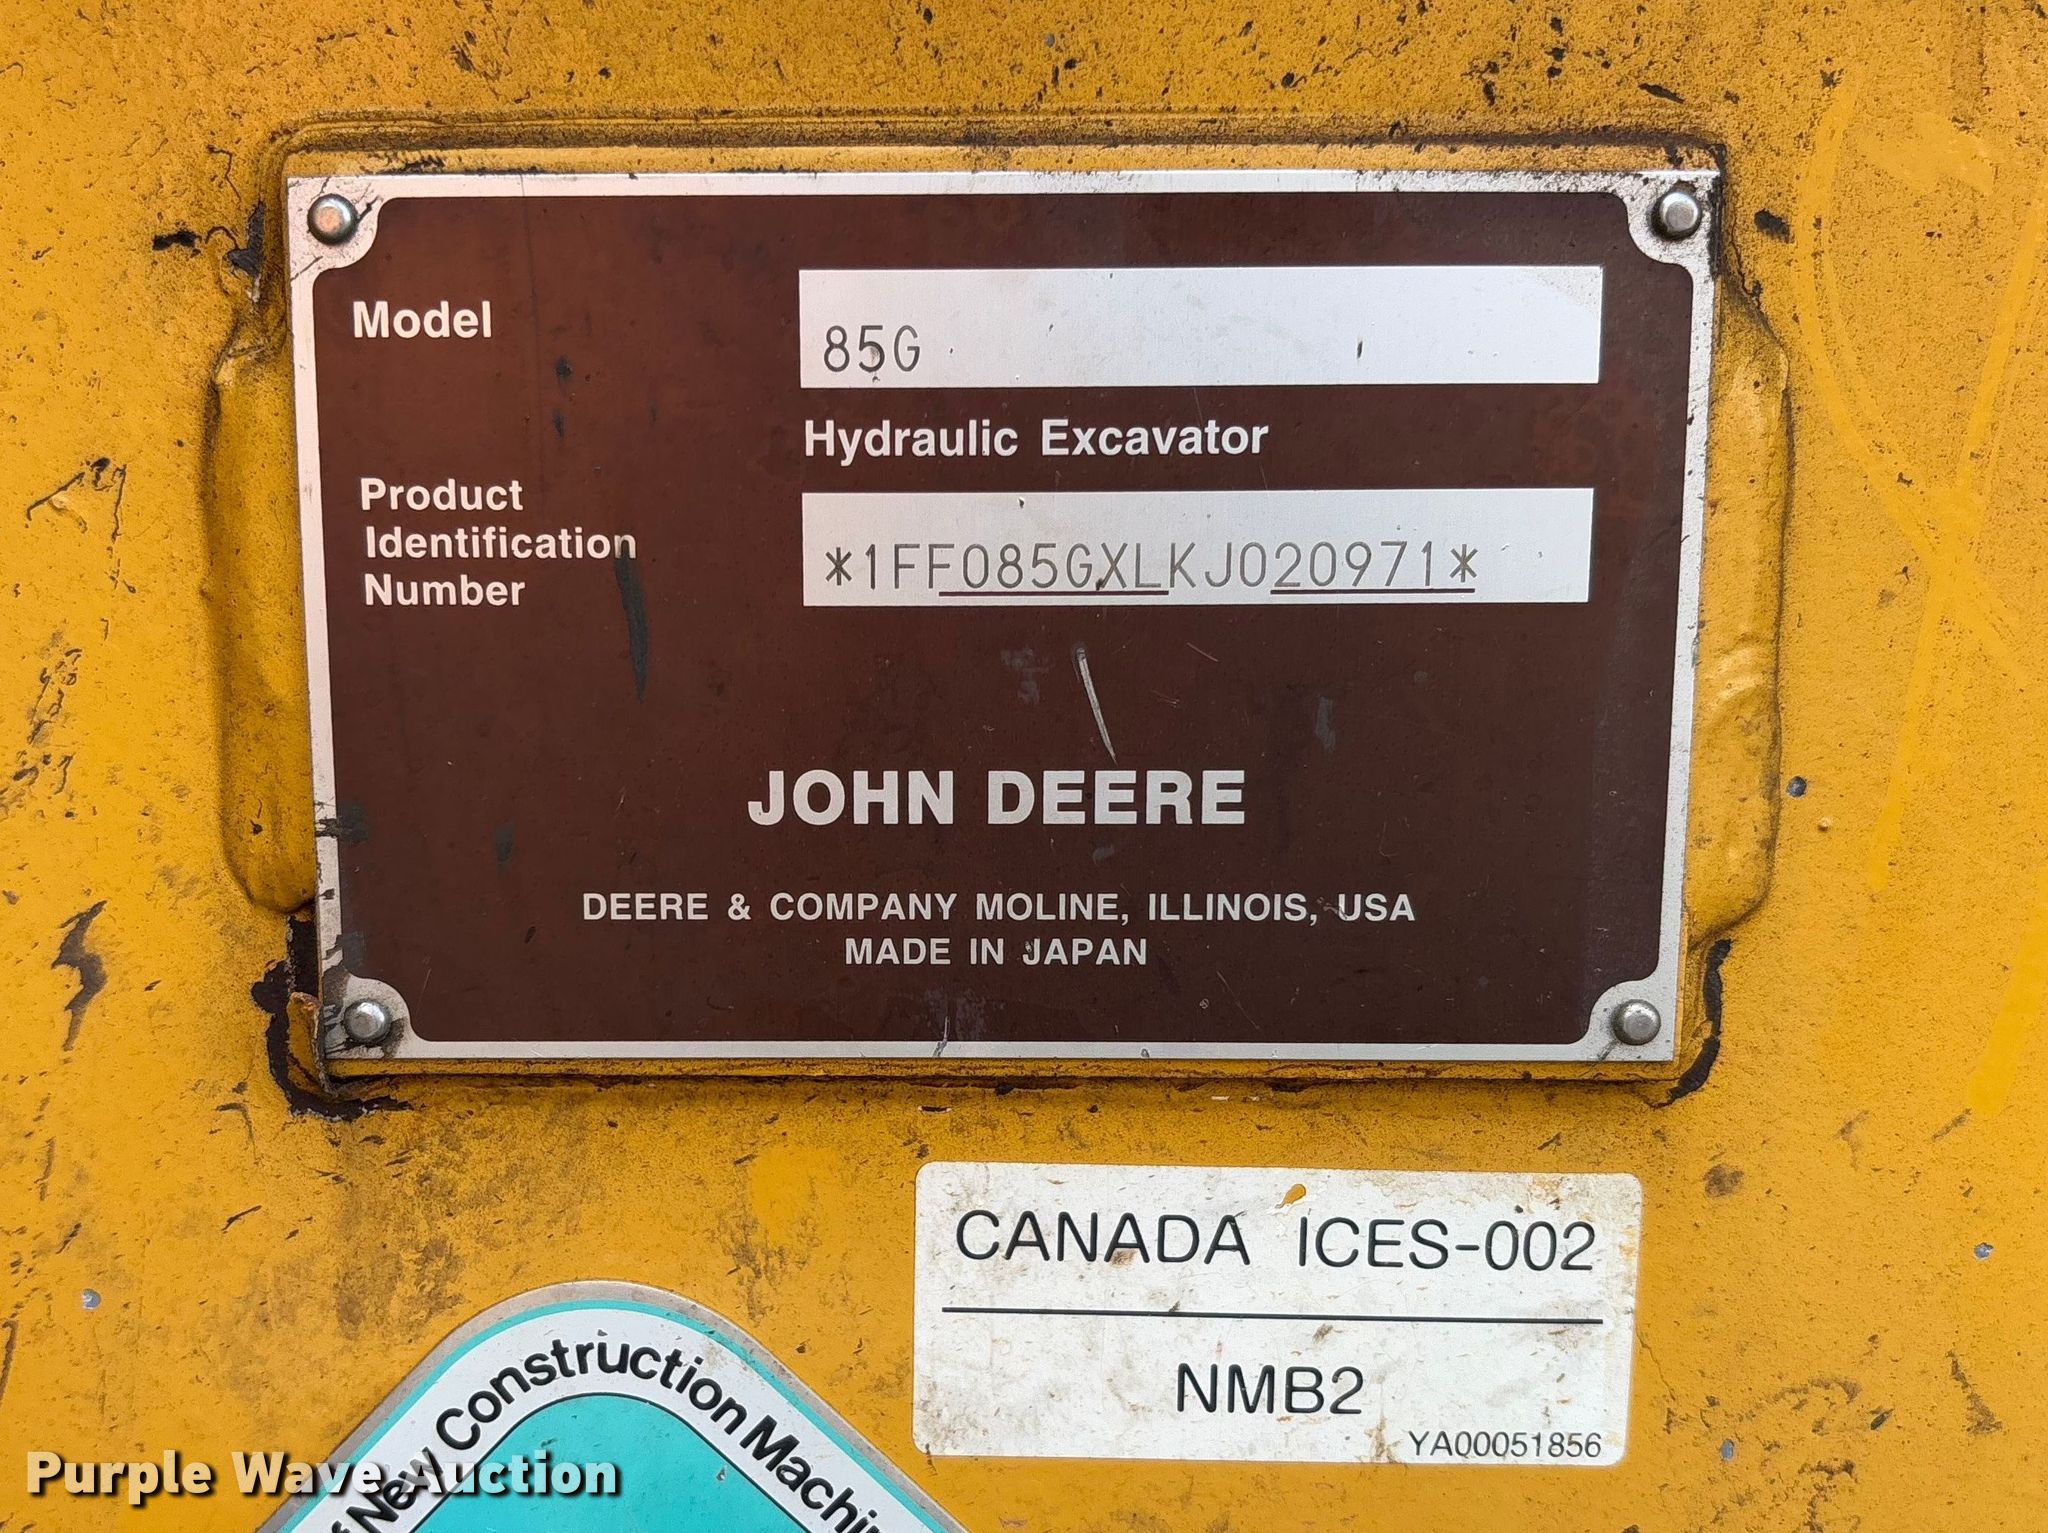 Model
85G
Hydraulic Excavator
Product
Identification
Number
*1FF085GXLKJ020971*
JOHN DEERE
DEERE & COMPANY MOLINE, ILLINOIS, USA
MADE IN JAPAN
CANADA ICES-002
NMB2
YA00051856
New Construction
Purple Wave Auction